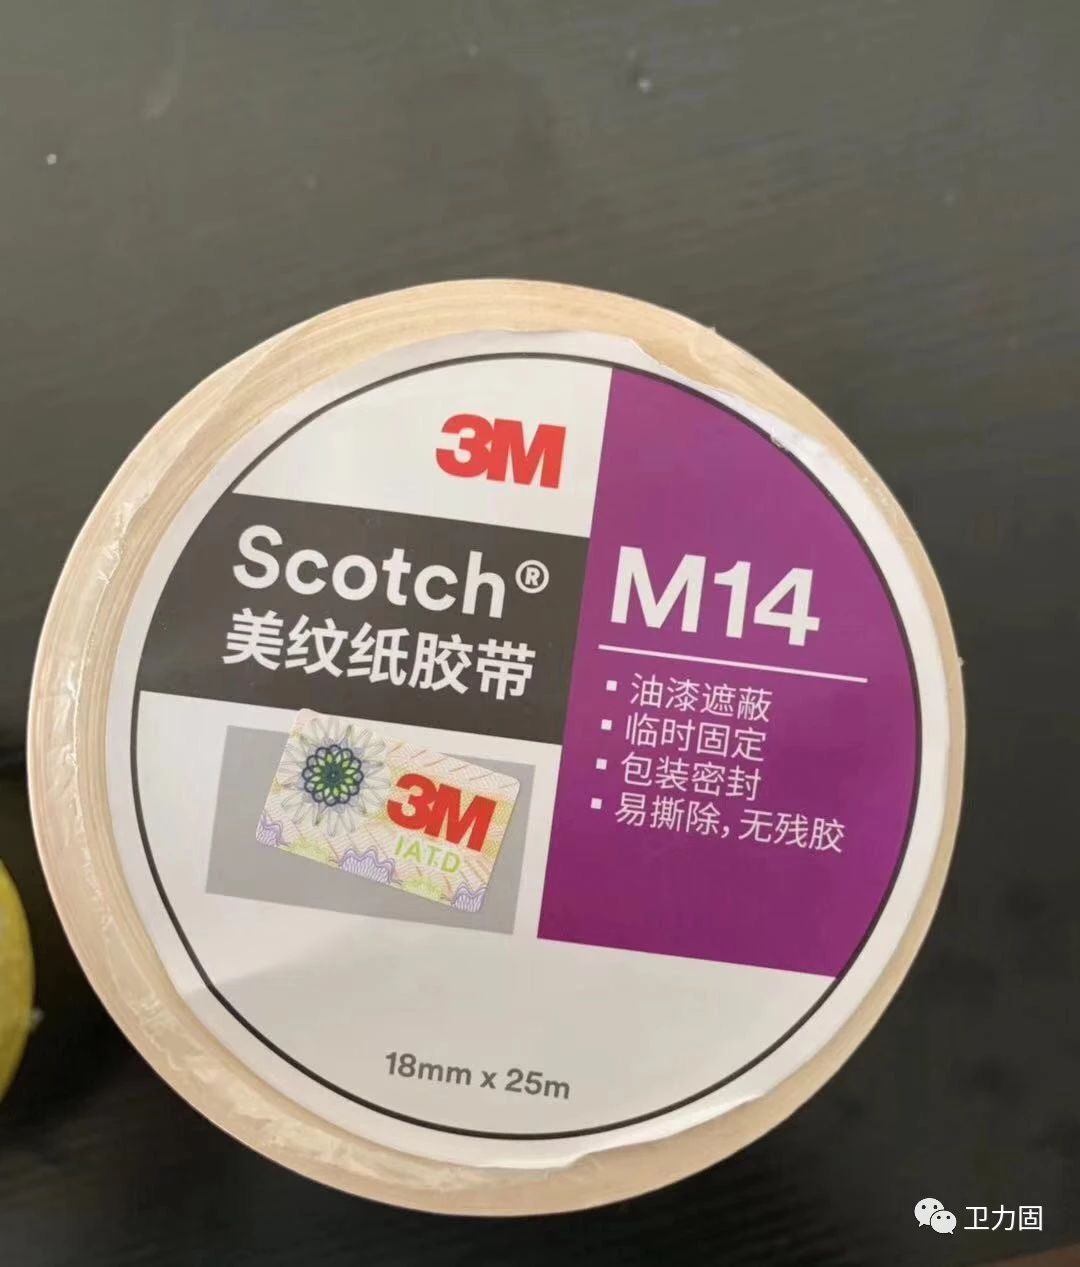 3M
Scotch®
美纹纸胶带
M14
▪ 油漆遮蔽
▪ 临时固定
▪ 包装密封
▪ 易撕除，无残胶
3M
IATD
18mm x 25m
卫力固